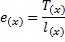 e₍ₓ₎ = T₍ₓ₎ / l₍ₓ₎